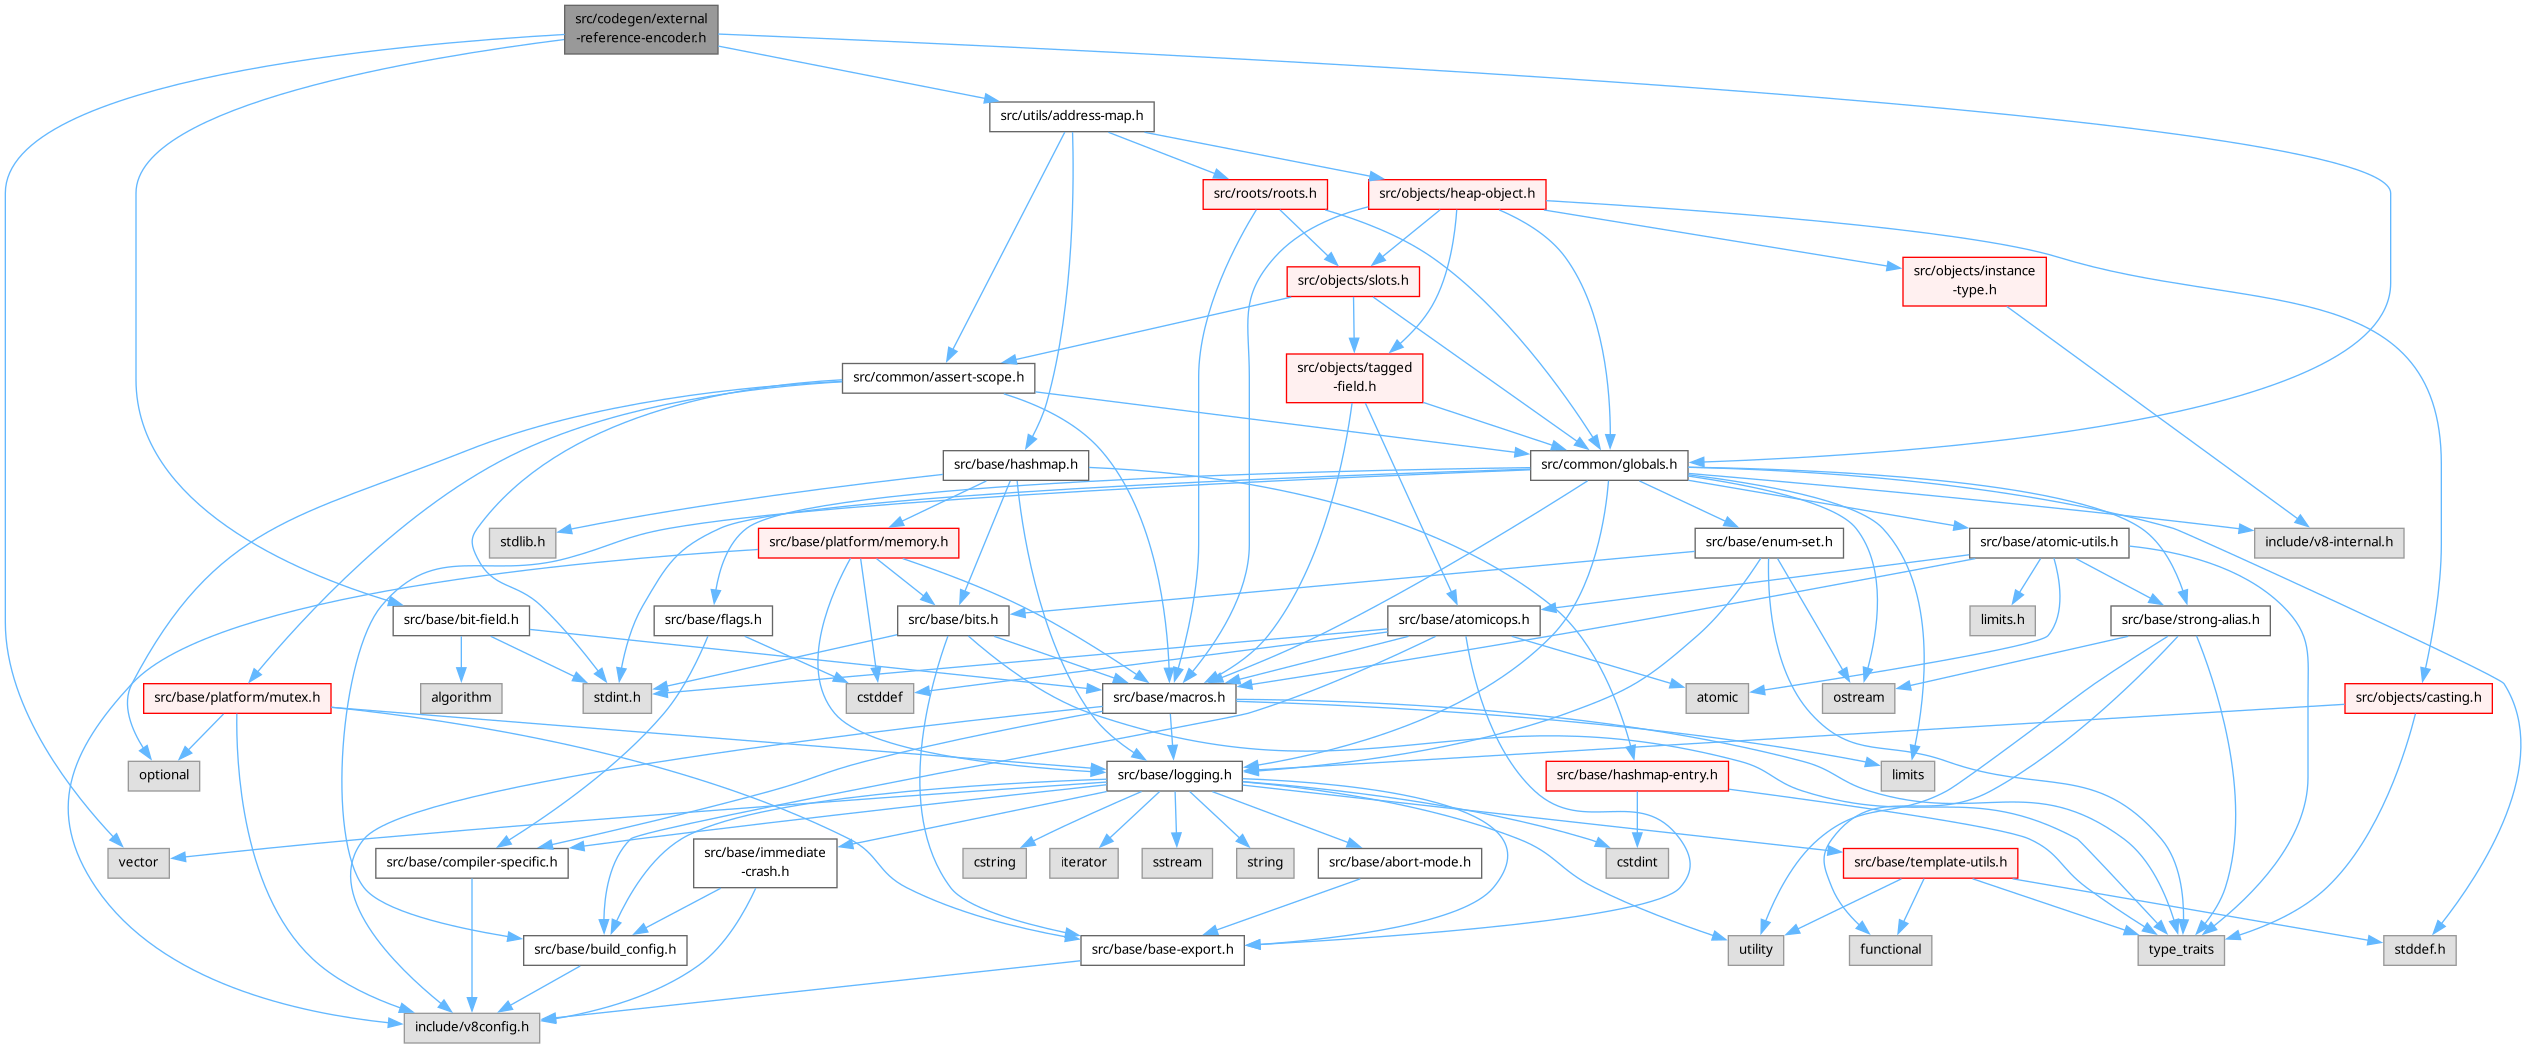 src/codegen/external
-reference-encoder.h
src/utils/address-map.h
src/roots/roots.h
src/objects/heap-object.h
src/objects/slots.h
src/objects/instance
-type.h
src/common/assert-scope.h
src/objects/tagged
-field.h
src/base/hashmap.h
src/common/globals.h
stdlib.h
src/base/platform/memory.h
src/base/enum-set.h
src/base/atomic-utils.h
include/v8-internal.h
src/base/bit-field.h
src/base/flags.h
src/base/bits.h
src/base/atomicops.h
limits.h
src/base/strong-alias.h
src/base/platform/mutex.h
algorithm
stdint.h
cstddef
src/base/macros.h
atomic
ostream
src/objects/casting.h
optional
src/base/logging.h
src/base/hashmap-entry.h
limits
vector
src/base/compiler-specific.h
src/base/immediate
-crash.h
cstring
iterator
sstream
string
src/base/abort-mode.h
cstdint
src/base/template-utils.h
src/base/build_config.h
src/base/base-export.h
utility
functional
type_traits
stddef.h
include/v8config.h